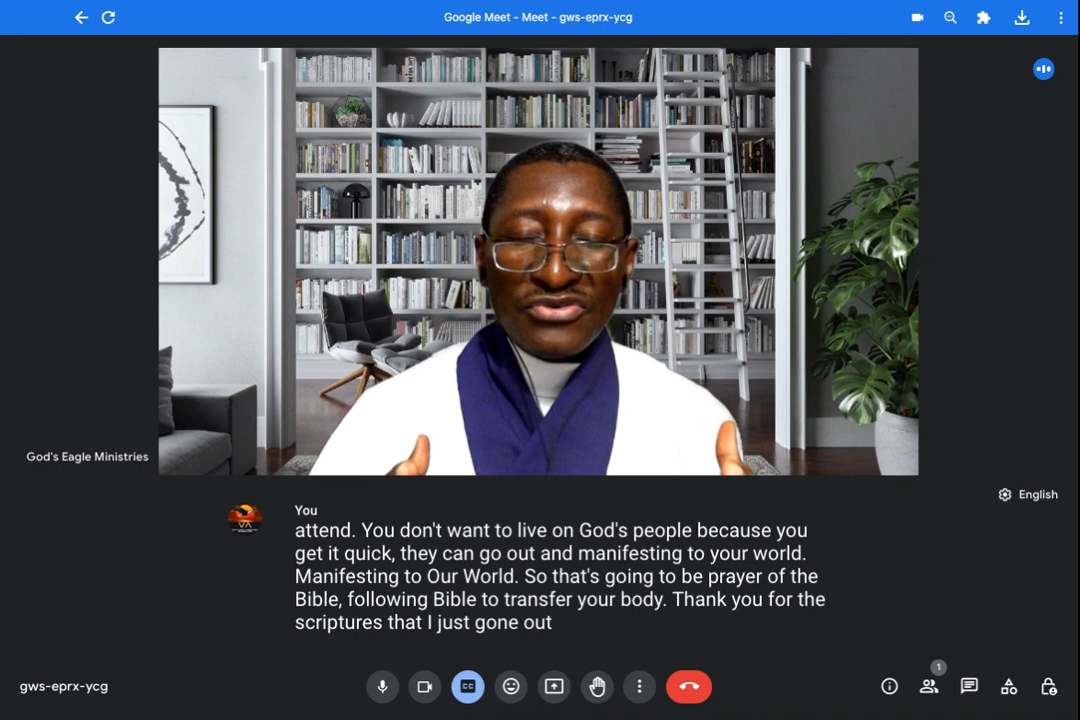 Google Meet - Meet - gws-eprx-ycg
God's Eagle Ministries
English
You
attend. You don't want to live on God's people because you
get it quick, they can go out and manifesting to your world.
Manifesting to Our World. So that's going to be prayer of the
Bible, following Bible to transfer your body. Thank you for the
scriptures that I just gone out
gws-eprx-ycg
CC
1